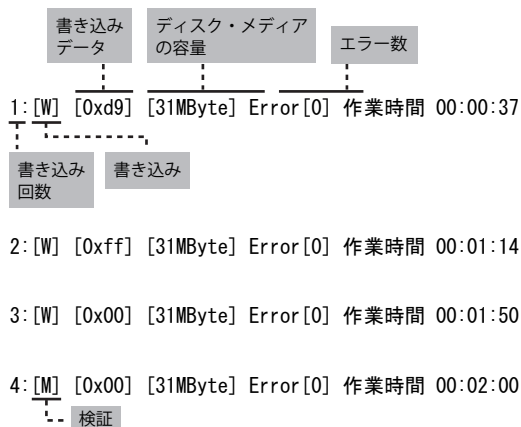 書き込み
データ
ディスク・メディア
の容量
エラー数
1:[W] [0xd9] [31MByte] Error[0] 作業時間 00:00:37
書き込み
回数
書き込み
2:[W] [0xff] [31MByte] Error[0] 作業時間 00:01:14
3:[W] [0x00] [31MByte] Error[0] 作業時間 00:01:50
4:[M] [0x00] [31MByte] Error[0] 作業時間 00:02:00
検証